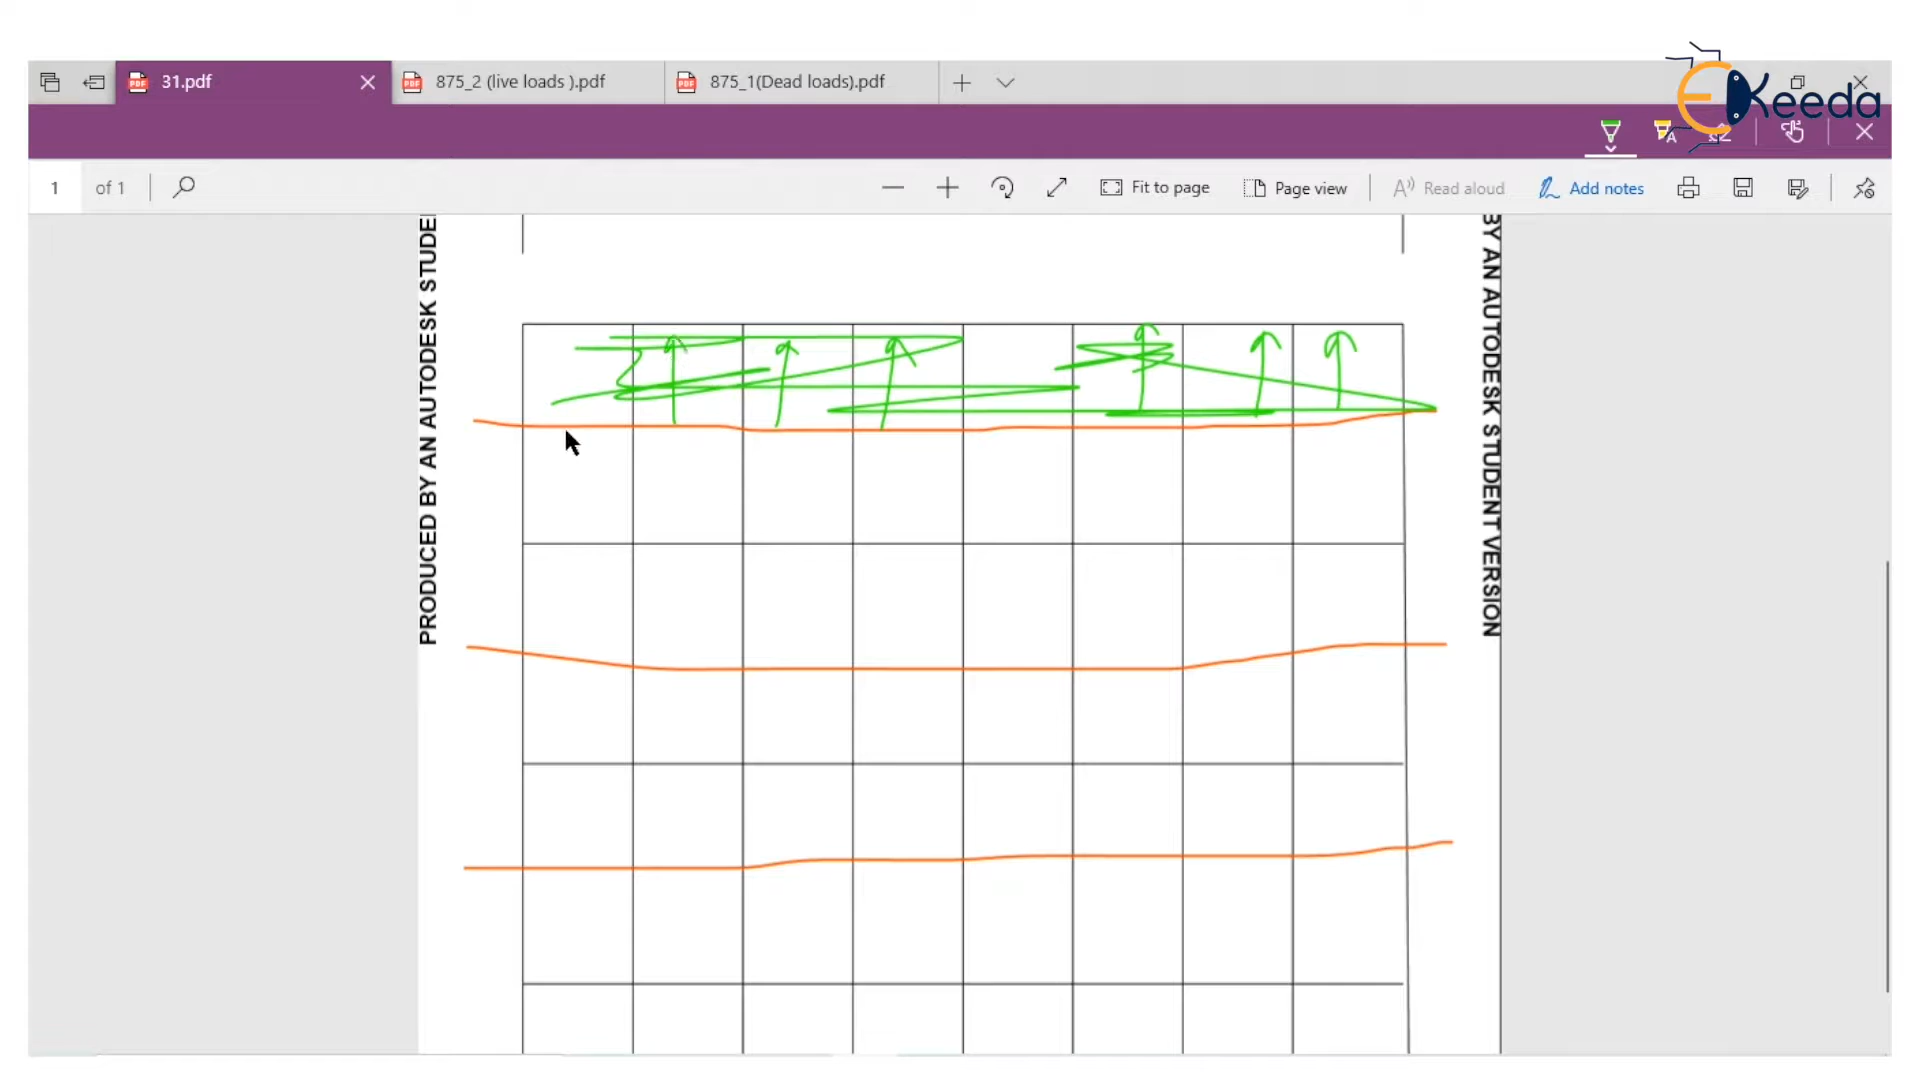 31.pdf
875_2 (live loads ).pdf
875_1(Dead loads).pdf
EKeeda
1 of 1
Fit to page
Page view
Read aloud
Add notes
PRODUCED BY AN AUTODESK STUDE
BY AN AUTODESK STUDENT VERSION